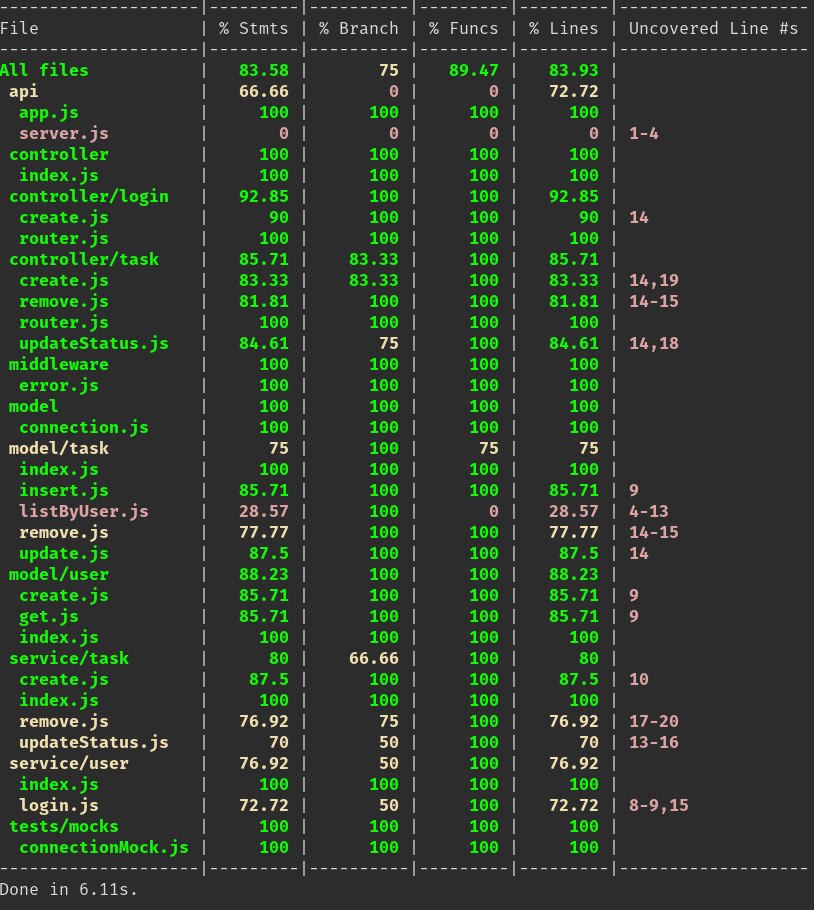 --------------------|---------|----------|---------|---------|-------------------
File                | % Stmts | % Branch | % Funcs | % Lines | Uncovered Line #s
--------------------|---------|----------|---------|---------|-------------------
All files           |   83.58 |       75 |   89.47 |   83.93 |
 api                |   66.66 |        0 |       0 |   72.72 |
  app.js            |     100 |      100 |     100 |     100 |
  server.js         |       0 |        0 |       0 |       0 | 1-4
 controller         |     100 |      100 |     100 |     100 |
  index.js          |     100 |      100 |     100 |     100 |
 controller/login   |   92.85 |      100 |     100 |   92.85 |
  create.js         |      90 |      100 |     100 |      90 | 14
  router.js         |     100 |      100 |     100 |     100 |
 controller/task    |   85.71 |    83.33 |     100 |   85.71 |
  create.js         |   83.33 |    83.33 |     100 |   83.33 | 14,19
  remove.js         |   81.81 |      100 |     100 |   81.81 | 14-15
  router.js         |     100 |      100 |     100 |     100 |
  updateStatus.js   |   84.61 |       75 |     100 |   84.61 | 14,18
 middleware         |     100 |      100 |     100 |     100 |
  error.js          |     100 |      100 |     100 |     100 |
 model              |     100 |      100 |     100 |     100 |
  connection.js     |     100 |      100 |     100 |     100 |
 model/task         |      75 |      100 |      75 |      75 |
  index.js          |     100 |      100 |     100 |     100 |
  insert.js         |   85.71 |      100 |     100 |   85.71 | 9
  listByUser.js     |   28.57 |      100 |       0 |   28.57 | 4-13
  remove.js         |   77.77 |      100 |     100 |   77.77 | 14-15
  update.js         |    87.5 |      100 |     100 |    87.5 | 14
 model/user         |   88.23 |      100 |     100 |   88.23 |
  create.js         |   85.71 |      100 |     100 |   85.71 | 9
  get.js            |   85.71 |      100 |     100 |   85.71 | 9
  index.js          |     100 |      100 |     100 |     100 |
 service/task       |      80 |    66.66 |     100 |      80 |
  create.js         |    87.5 |      100 |     100 |    87.5 | 10
  index.js          |     100 |      100 |     100 |     100 |
  remove.js         |   76.92 |       75 |     100 |   76.92 | 17-20
  updateStatus.js   |      70 |       50 |     100 |      70 | 13-16
 service/user       |   76.92 |       50 |     100 |   76.92 |
  index.js          |     100 |      100 |     100 |     100 |
  login.js          |   72.72 |       50 |     100 |   72.72 | 8-9,15
 tests/mocks        |     100 |      100 |     100 |     100 |
  connectionMock.js |     100 |      100 |     100 |     100 |
--------------------|---------|----------|---------|---------|-------------------
Done in 6.11s.